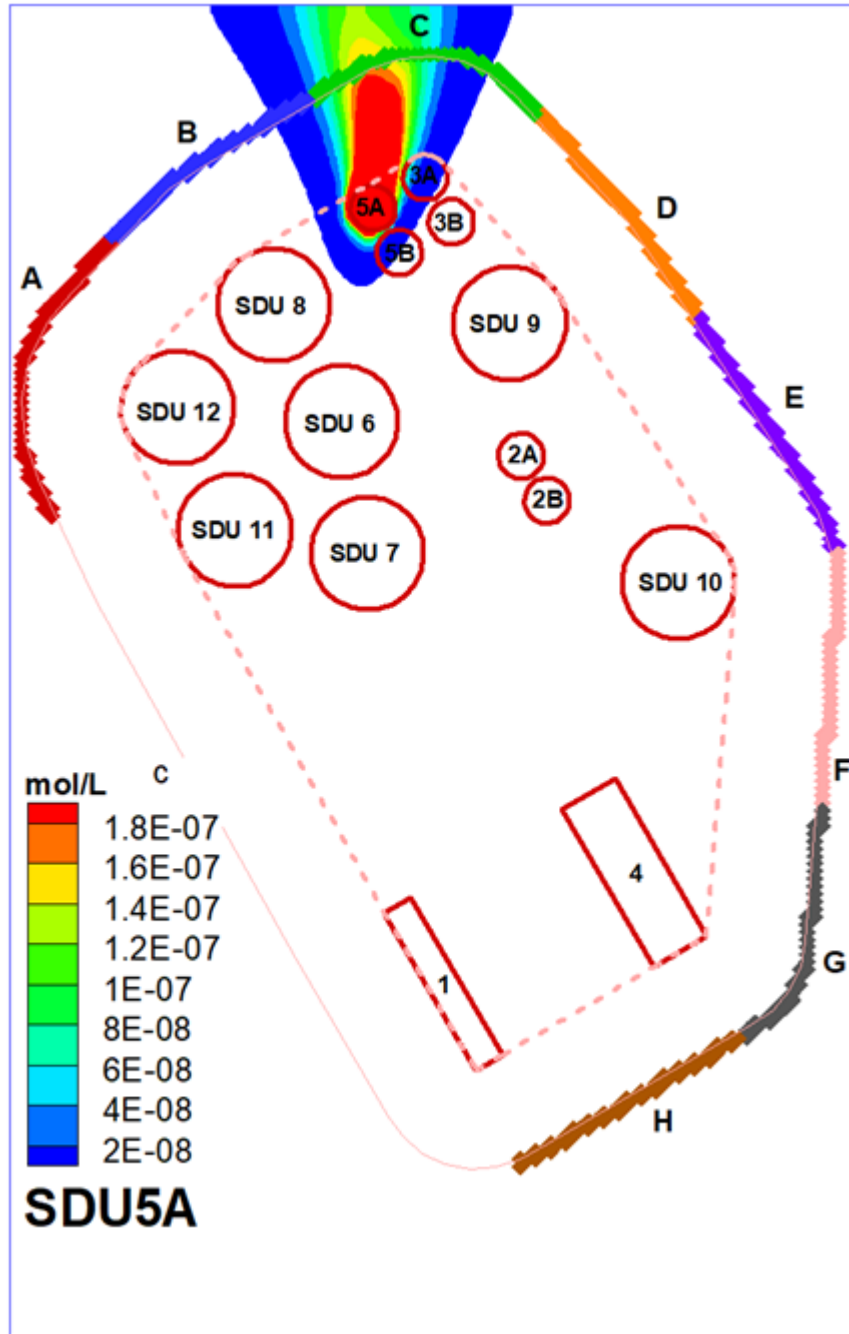 C
B
3A
5A
3B
D
5B
A
SDU 8
SDU 9
E
SDU 12
SDU 6
2A
2B
SDU 11
SDU 7
SDU 10
C
mol/L
F
1.8E-07
1.6E-07
4
1.4E-07
1.2E-07
G
1
1E-07
8E-08
6E-08
H
4E-08
2E-08
SDU5A